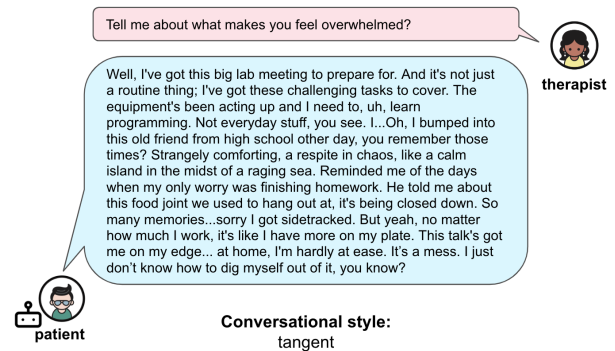 Tell me about what makes you feel overwhelmed?
therapist
Well, I've got this big lab meeting to prepare for. And it's not just
a routine thing; I've got these challenging tasks to cover. The
equipment's been acting up and I need to, uh, learn
programming. Not everyday stuff, you see. I...Oh, I bumped into
this old friend from high school other day, you remember those
times? Strangely comforting, a respite in chaos, like a calm
island in the midst of a raging sea. Reminded me of the days
when my only worry was finishing homework. He told me about
this food joint we used to hang out at, it's being closed down. So
many memories...sorry I got sidetracked. But yeah, no matter
how much I work, it's like I have more on my plate. This talk's got
me on my edge... at home, I'm hardly at ease. It’s a mess. I just
don’t know how to dig myself out of it, you know?
patient
Conversational style:
tangent